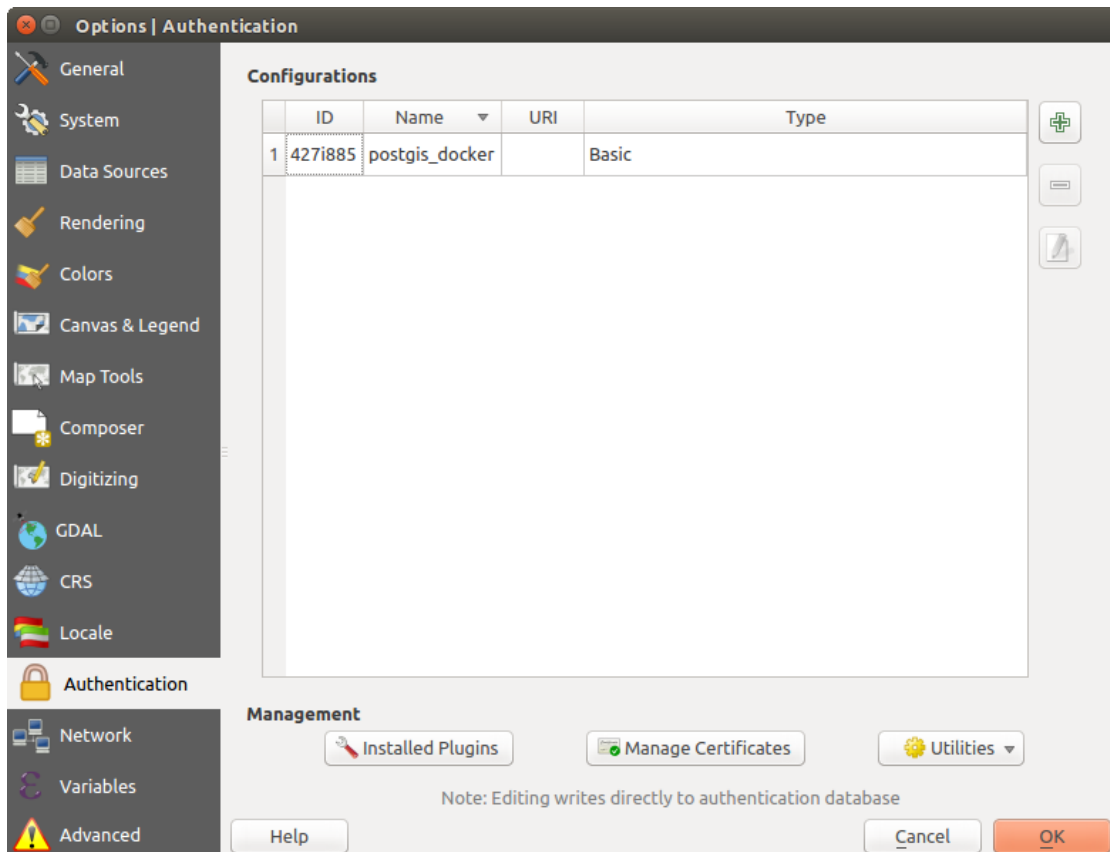 Options | Authentication
General
System
Data Sources
Rendering
Colors
Canvas & Legend
Map Tools
Composer
Digitizing
GDAL
CRS
Locale
Authentication
Network
Variables
Advanced
Configurations
ID Name URI Type
1 427i885 postgis_docker Basic
Management
Installed Plugins Manage Certificates Utilities
Note: Editing writes directly to authentication database
Help Cancel OK